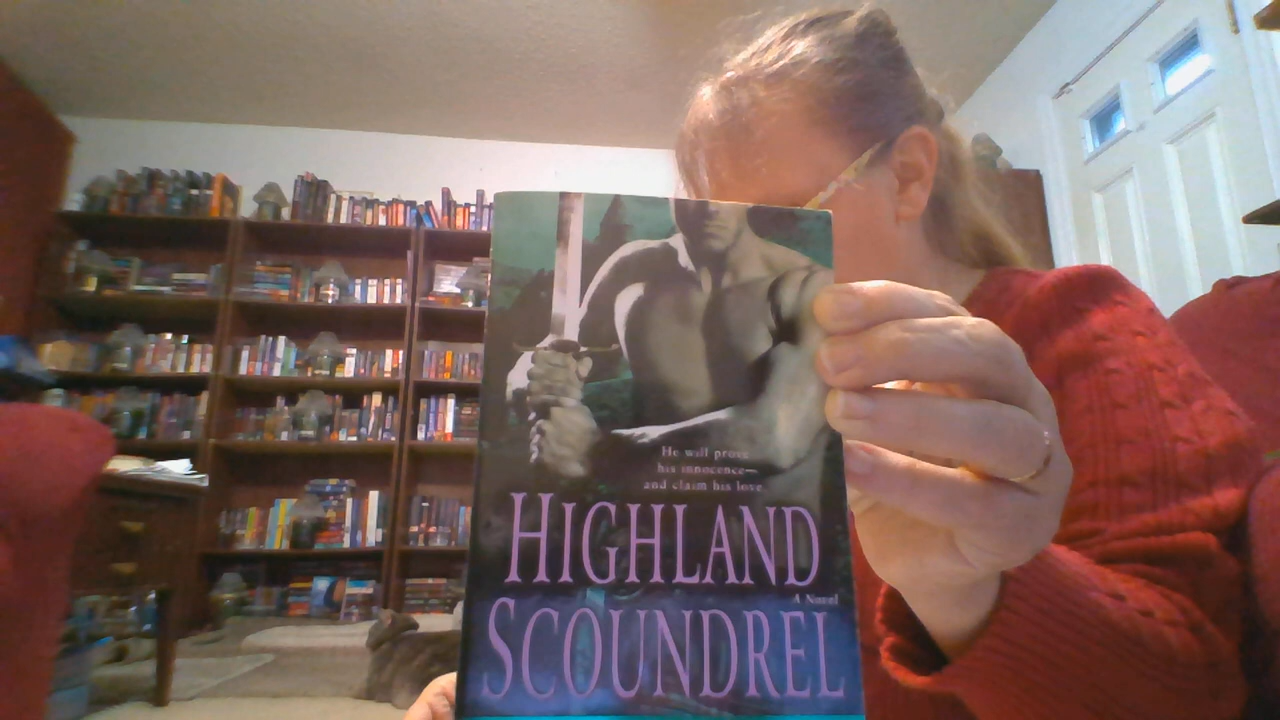 He will prove
his innocence—
and claim his love
HIGHLAND
A Novel
SCOUNDREL